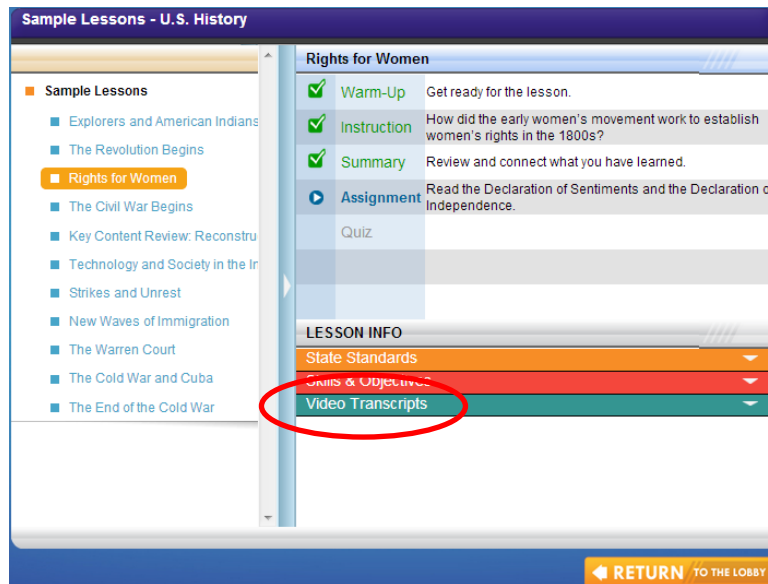 Sample Lessons - U.S. History
Sample Lessons
Explorers and American Indians
The Revolution Begins
Rights for Women
The Civil War Begins
Key Content Review: Reconstru
Technology and Society in the In
Strikes and Unrest
New Waves of Immigration
The Warren Court
The Cold War and Cuba
The End of the Cold War
Rights for Women
Warm-Up Get ready for the lesson.
Instruction How did the early women's movement work to establish
women's rights in the 1800s?
Summary Review and connect what you have learned.
Assignment Read the Declaration of Sentiments and the Declaration o
Independence.
Quiz
LESSON INFO
State Standards
Skills & Objectives
Video Transcripts
RETURN TO THE LOBBY